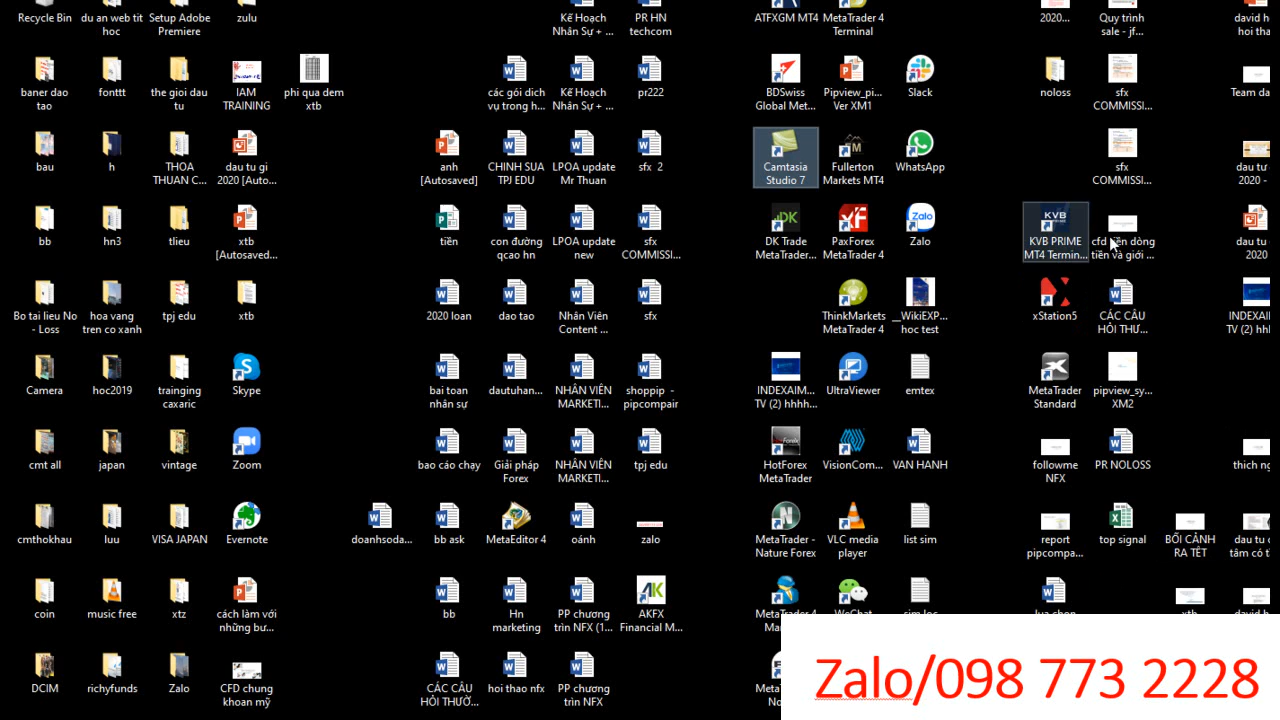 Recycle Bin
du an web tit
hoc
Setup Adobe
Premiere
zulu
Kế Hoạch
Nhân Sự + ...
PR HN
techcom
ATFXGM MT4
MetaTrader 4
Terminal
2020...
Quy trình
sale - jf...
david h
hoi tha
baner dao
tao
fonttt
the gioi dau
tu
IAM
TRAINING
phi qua dem
xtb
các gói dich
vụ trong h...
Kế Hoạch
Nhân Sự + ...
pr222
BDSwiss
Global Met...
Pipview_pi...
Ver XM1
Slack
noloss
sfx
COMMISSI...
Team da
bau
h
THOA
THUAN C...
dau tu gi
2020 [Auto...
anh
[Autosaved]
CHINH SUA
TPJ EDU
LPOA update
Mr Thuan
sfx 2
Camtasia
Studio 7
Fullerton
Markets MT4
WhatsApp
sfx
COMMISSI...
dau tư
2020 -
bb
hn3
tlieu
xtb
[Autosaved...
tiền
con đường
qcao hn
LPOA update
new
sfx
COMMISSI...
DK Trade
MetaTrader...
PaxForex
MetaTrader 4
Zalo
KVB PRIME
MT4 Termin...
cfd tiền dòng
tiền và giới ...
dau tu
2020
Bo tai lieu No
- Loss
hoa vang
tren co xanh
tpj edu
xtb
2020 loan
dao tao
Nhân Viên
Content ...
sfx
ThinkMarkets
MetaTrader 4
__WikiEXP...
hoc test
xStation5
CÁC CÂU
HỎI THƯ...
INDEXAIM
TV (2) hhl
Camera
hoc2019
trainging
caxaric
Skype
bai toan
nhân sự
dautuhan...
NHÂN VIÊN
MARKETI...
shoppip -
pipcompair
INDEXAIM...
TV (2) hhhh...
UltraViewer
emtex
MetaTrader
Standard
pipview_sy...
XM2
cmt all
japan
vintage
Zoom
bao cáo chạy
Giải pháp
Forex
NHÂN VIÊN
MARKETI...
tpj edu
HotForex
MetaTrader
VisionCom...
VAN HANH
followme
NFX
PR NOLOSS
thich ng
cmthokhau
luu
VISA JAPAN
Evernote
doanhsoda...
bb ask
MetaEditor 4
oánh
zalo
MetaTrader -
Nature Forex
VLC media
player
list sim
report
pipcompa...
top signal
BỐI CẢNH
RA TẾT
dau tu c
tâm có t
coin
music free
xtz
cách làm với
những bư...
bb
Hn
marketing
PP chương
trìn NFX (1...
AKFX
Financial M...
MetaTrader 4
WeChat
xtb
david h
DCIM
richyfunds
Zalo
CFD chung
khoan mỹ
CÁC CÂU
HỎI THƯỜ...
hoi thao nfx
PP chương
trìn NFX
Zalo/098 773 2228